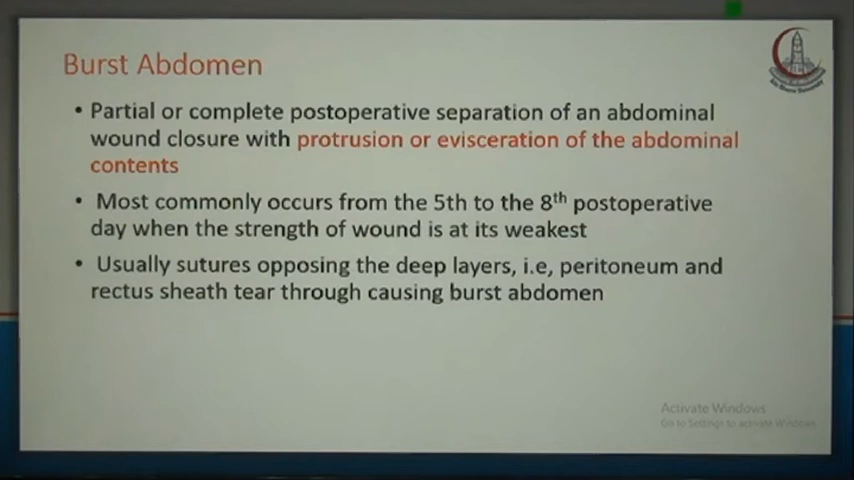 Burst Abdomen
• Partial or complete postoperative separation of an abdominal
wound closure with protrusion or evisceration of the abdominal
contents
• Most commonly occurs from the 5th to the 8th postoperative
day when the strength of wound is at its weakest
• Usually sutures opposing the deep layers, i.e, peritoneum and
rectus sheath tear through causing burst abdomen
Activate Windows
Go to Settings to activate Windows.